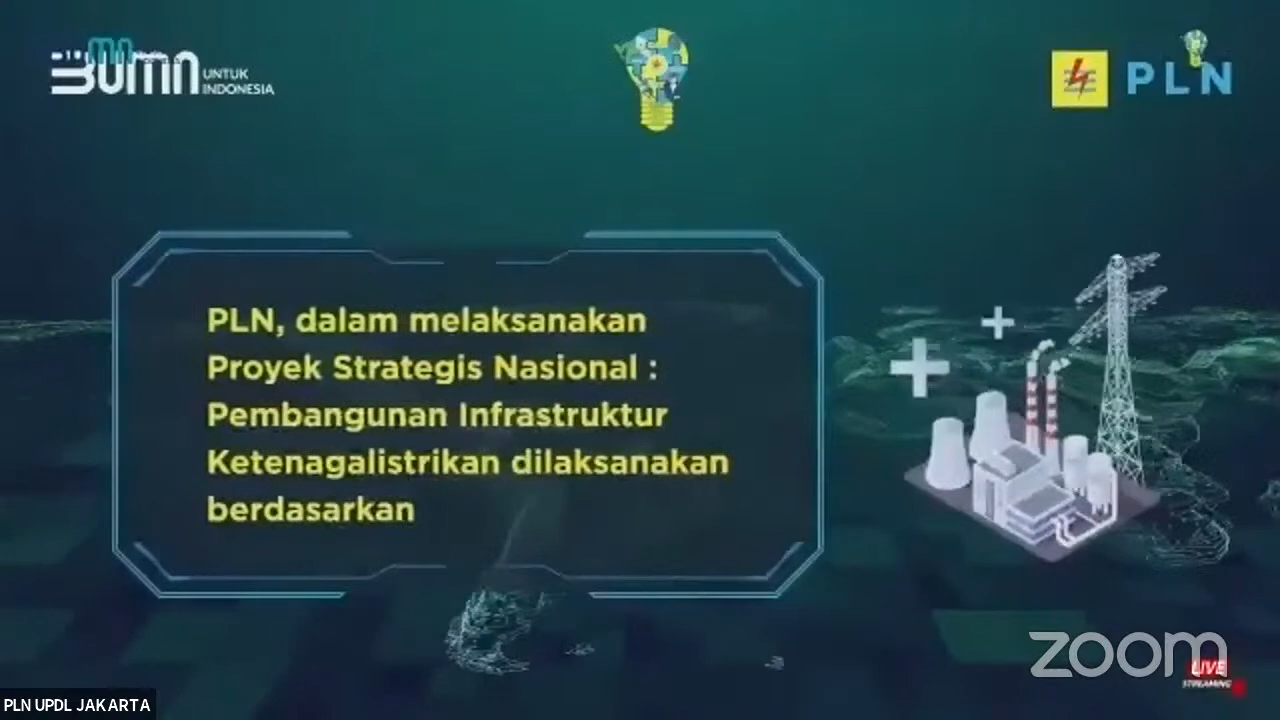 BUMN
UNTUK
INDONESIA
PLN
PLN, dalam melaksanakan
Proyek Strategis Nasional :
Pembangunan Infrastruktur
Ketenagalistrikan dilaksanakan
berdasarkan
zoom
LIVE
STREAMING
PLN UPDL JAKARTA